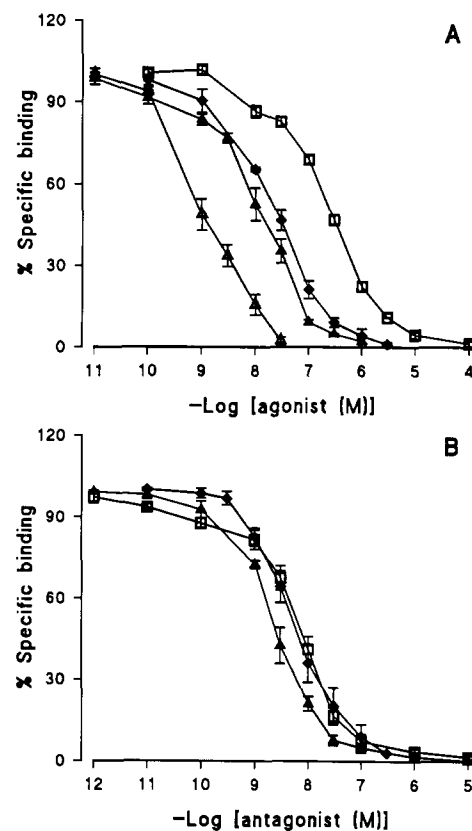 A
120
90
60
30
0
% Specific binding
11 10 9 8 7 6 5 4
-Log [agonist (M)]
B
120
90
60
30
0
% Specific binding
12 11 10 9 8 7 6 5
-Log [antagonist (M)]